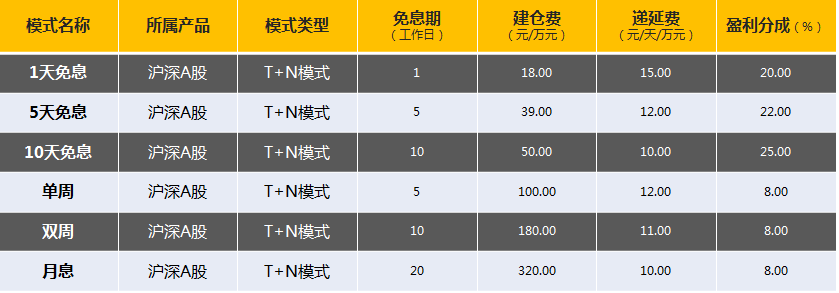 模式名称 所属产品 模式类型 免息期（工作日） 建仓费（元/万元） 递延费（元/天/万元） 盈利分成（%）
1天免息 沪深A股 T+N模式 1 18.00 15.00 20.00
5天免息 沪深A股 T+N模式 5 39.00 12.00 22.00
10天免息 沪深A股 T+N模式 10 50.00 10.00 25.00
单周 沪深A股 T+N模式 5 100.00 12.00 8.00
双周 沪深A股 T+N模式 10 180.00 11.00 8.00
月息 沪深A股 T+N模式 20 320.00 10.00 8.00